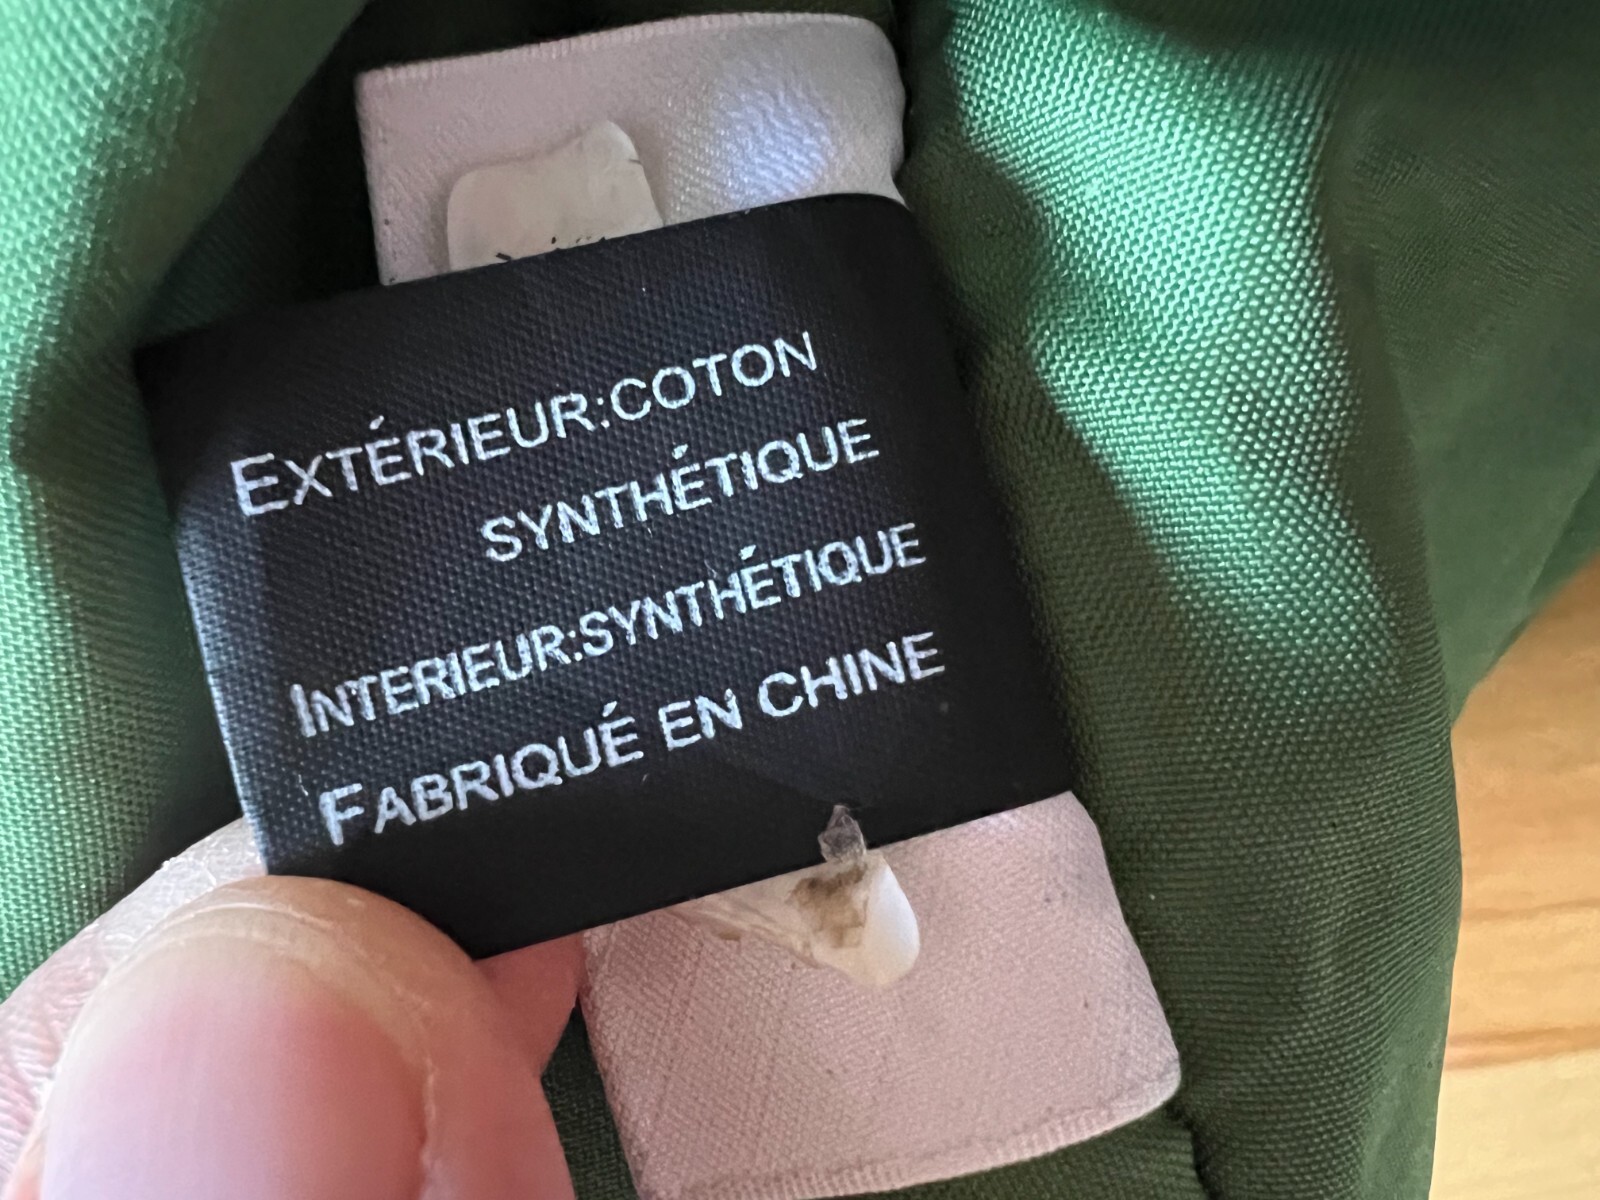 EXTÉRIEUR:COTON
SYNTHÉTIQUE
INTERIEUR:SYNTHÉTIQUE
FABRIQUÉ EN CHINE